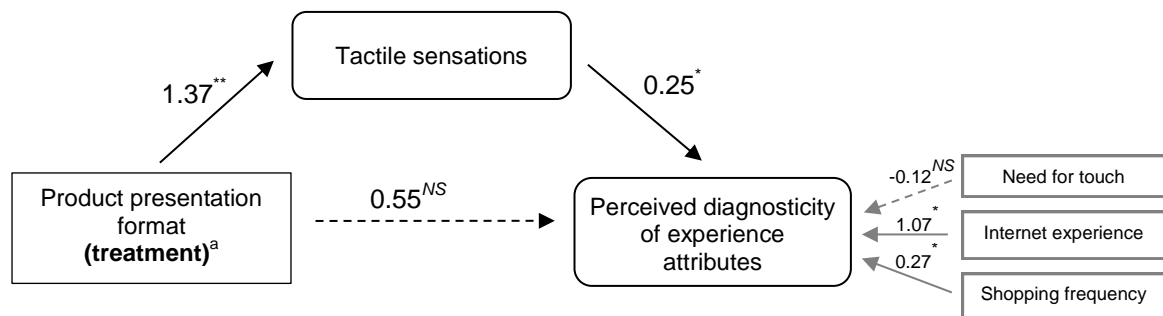 Tactile sensations
1.37**
0.25*
Product presentation
format
(treatment)a
0.55NS
Perceived diagnosticity
of experience
attributes
-0.12NS
1.07*
0.27*
Need for touch
Internet experience
Shopping frequency